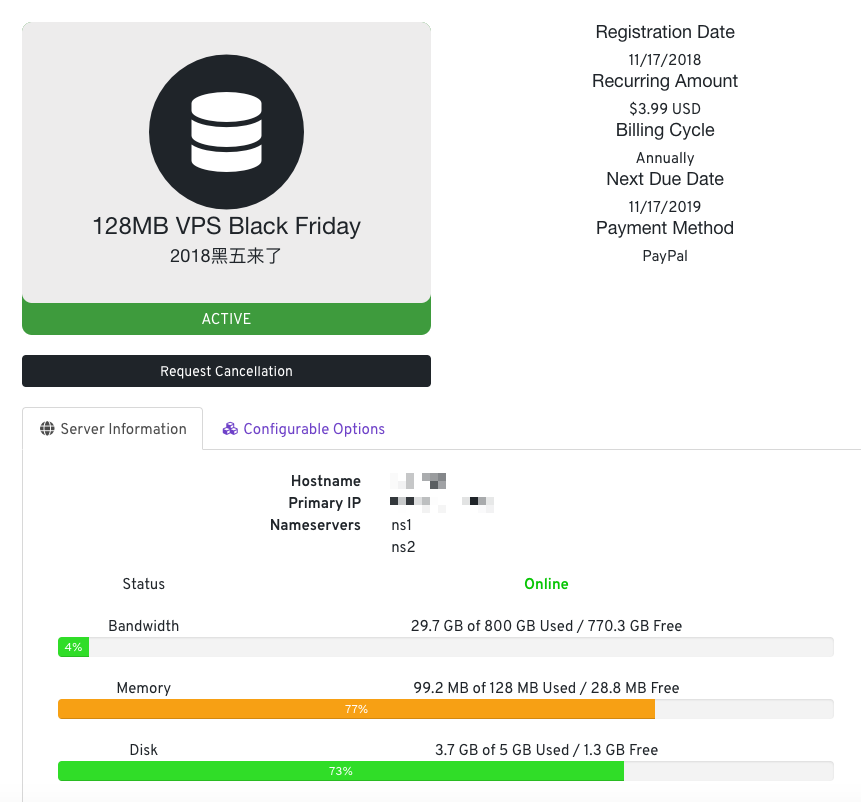 128MB VPS Black Friday
2018黑五来了
ACTIVE
Request Cancellation
Registration Date
11/17/2018
Recurring Amount
$3.99 USD
Billing Cycle
Annually
Next Due Date
11/17/2019
Payment Method
PayPal
Server Information
Configurable Options
Hostname
Primary IP
Nameservers ns1
ns2
Status Online
Bandwidth 29.7 GB of 800 GB Used / 770.3 GB Free
4%
Memory 99.2 MB of 128 MB Used / 28.8 MB Free
77%
Disk 3.7 GB of 5 GB Used / 1.3 GB Free
73%